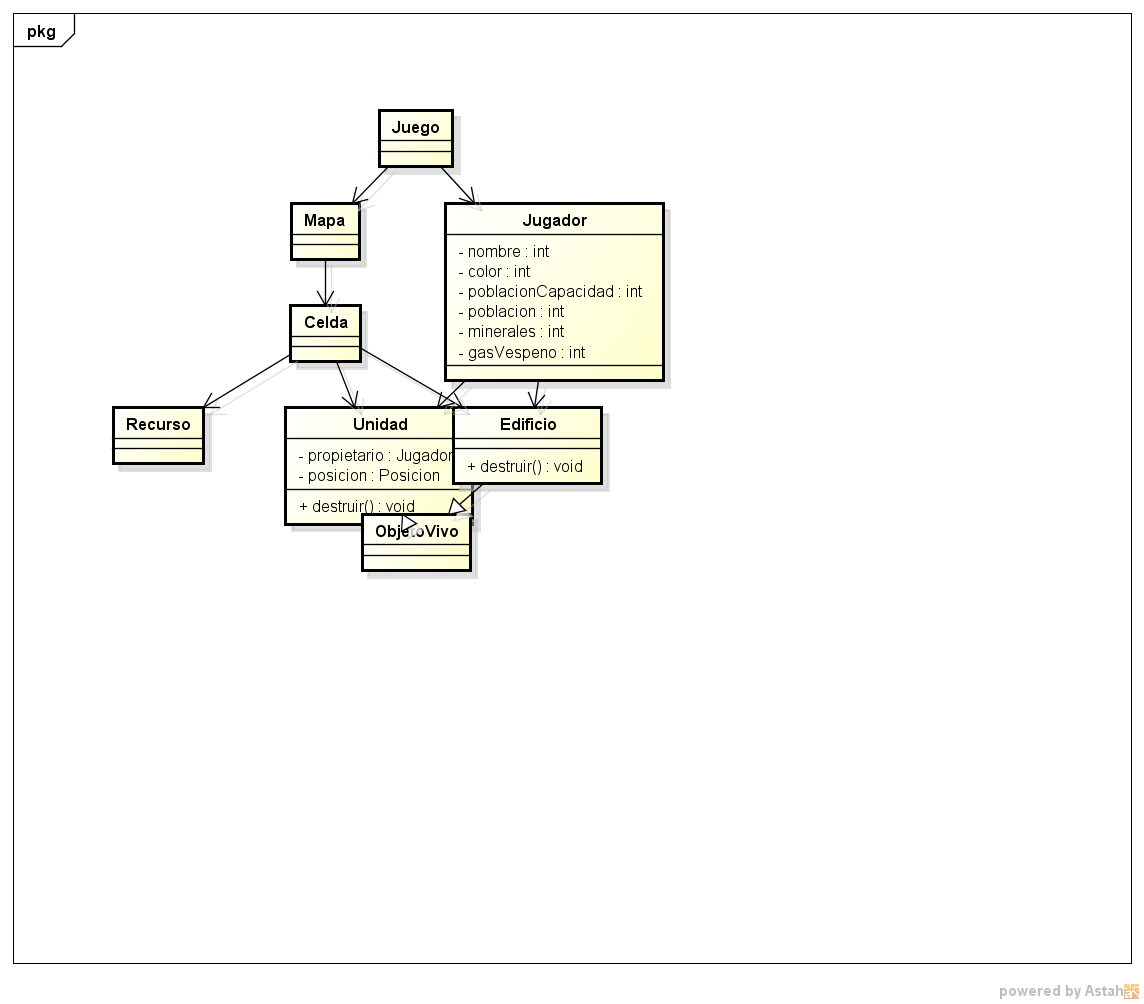 pkg
Juego
Mapa
Jugador
- nombre : int
- color : int
- poblacionCapacidad : int
- poblacion : int
- minerales : int
- gasVespeno : int
Celda
Recurso
Unidad
- propietario : Jugador
- posicion : Posicion
+ destruir() : void
Edificio
+ destruir() : void
ObjetoVivo
powered by Astah